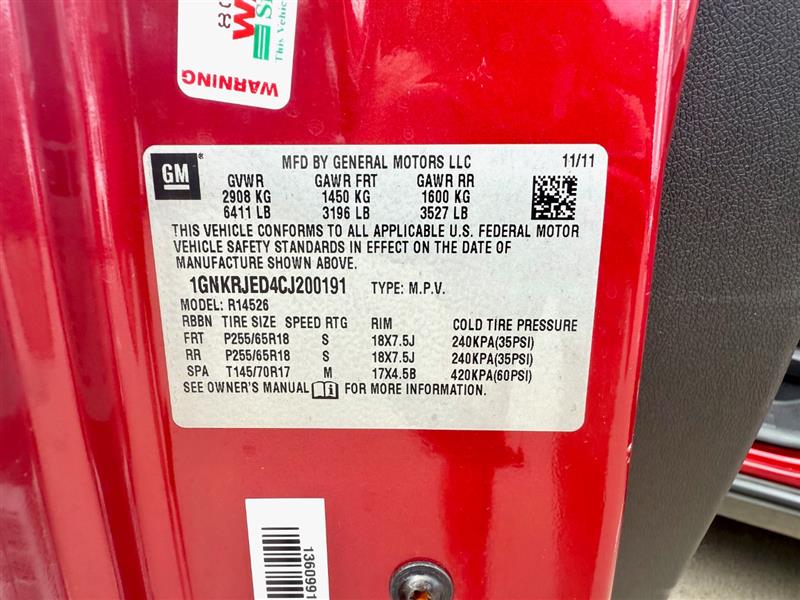 WARNING
GM
MFD BY GENERAL MOTORS LLC 11/11
GVWR GAWR FRT GAWR RR
2908 KG 1450 KG 1600 KG
6411 LB 3196 LB 3527 LB
THIS VEHICLE CONFORMS TO ALL APPLICABLE U.S. FEDERAL MOTOR
VEHICLE SAFETY STANDARDS IN EFFECT ON THE DATE OF
MANUFACTURE SHOWN ABOVE.
1GNKRJED4CJ200191 TYPE: M.P.V.
MODEL: R14526
RBBN TIRE SIZE SPEED RTG RIM COLD TIRE PRESSURE
FRT P255/65R18 S 18X7.5J 240KPA(35PSI)
RR P255/65R18 S 18X7.5J 240KPA(35PSI)
SPA T145/70R17 M 17X4.5B 420KPA(60PSI)
SEE OWNER'S MANUAL FOR MORE INFORMATION.
1360991